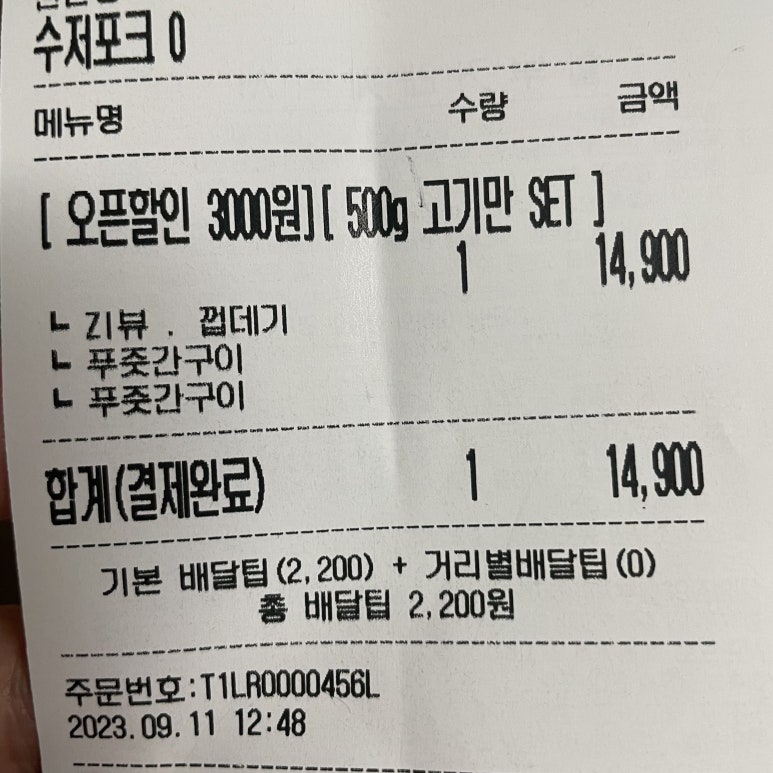 수저포크 0
메뉴명 수량 금액
[ 오픈할인 3000원][ 500g 고기만 SET ]
1 14,900
ㄴ ZI뷰 . 껍데기
ㄴ 푸줏간구이
ㄴ 푸줏간구이
합계(결제완료) 1 14,900
기본 배달팁(2,200) + 거리별배달팁(0)
총 배달팁 2,200원
주문번호:T1LR0000456L
2023.09.11 12:48